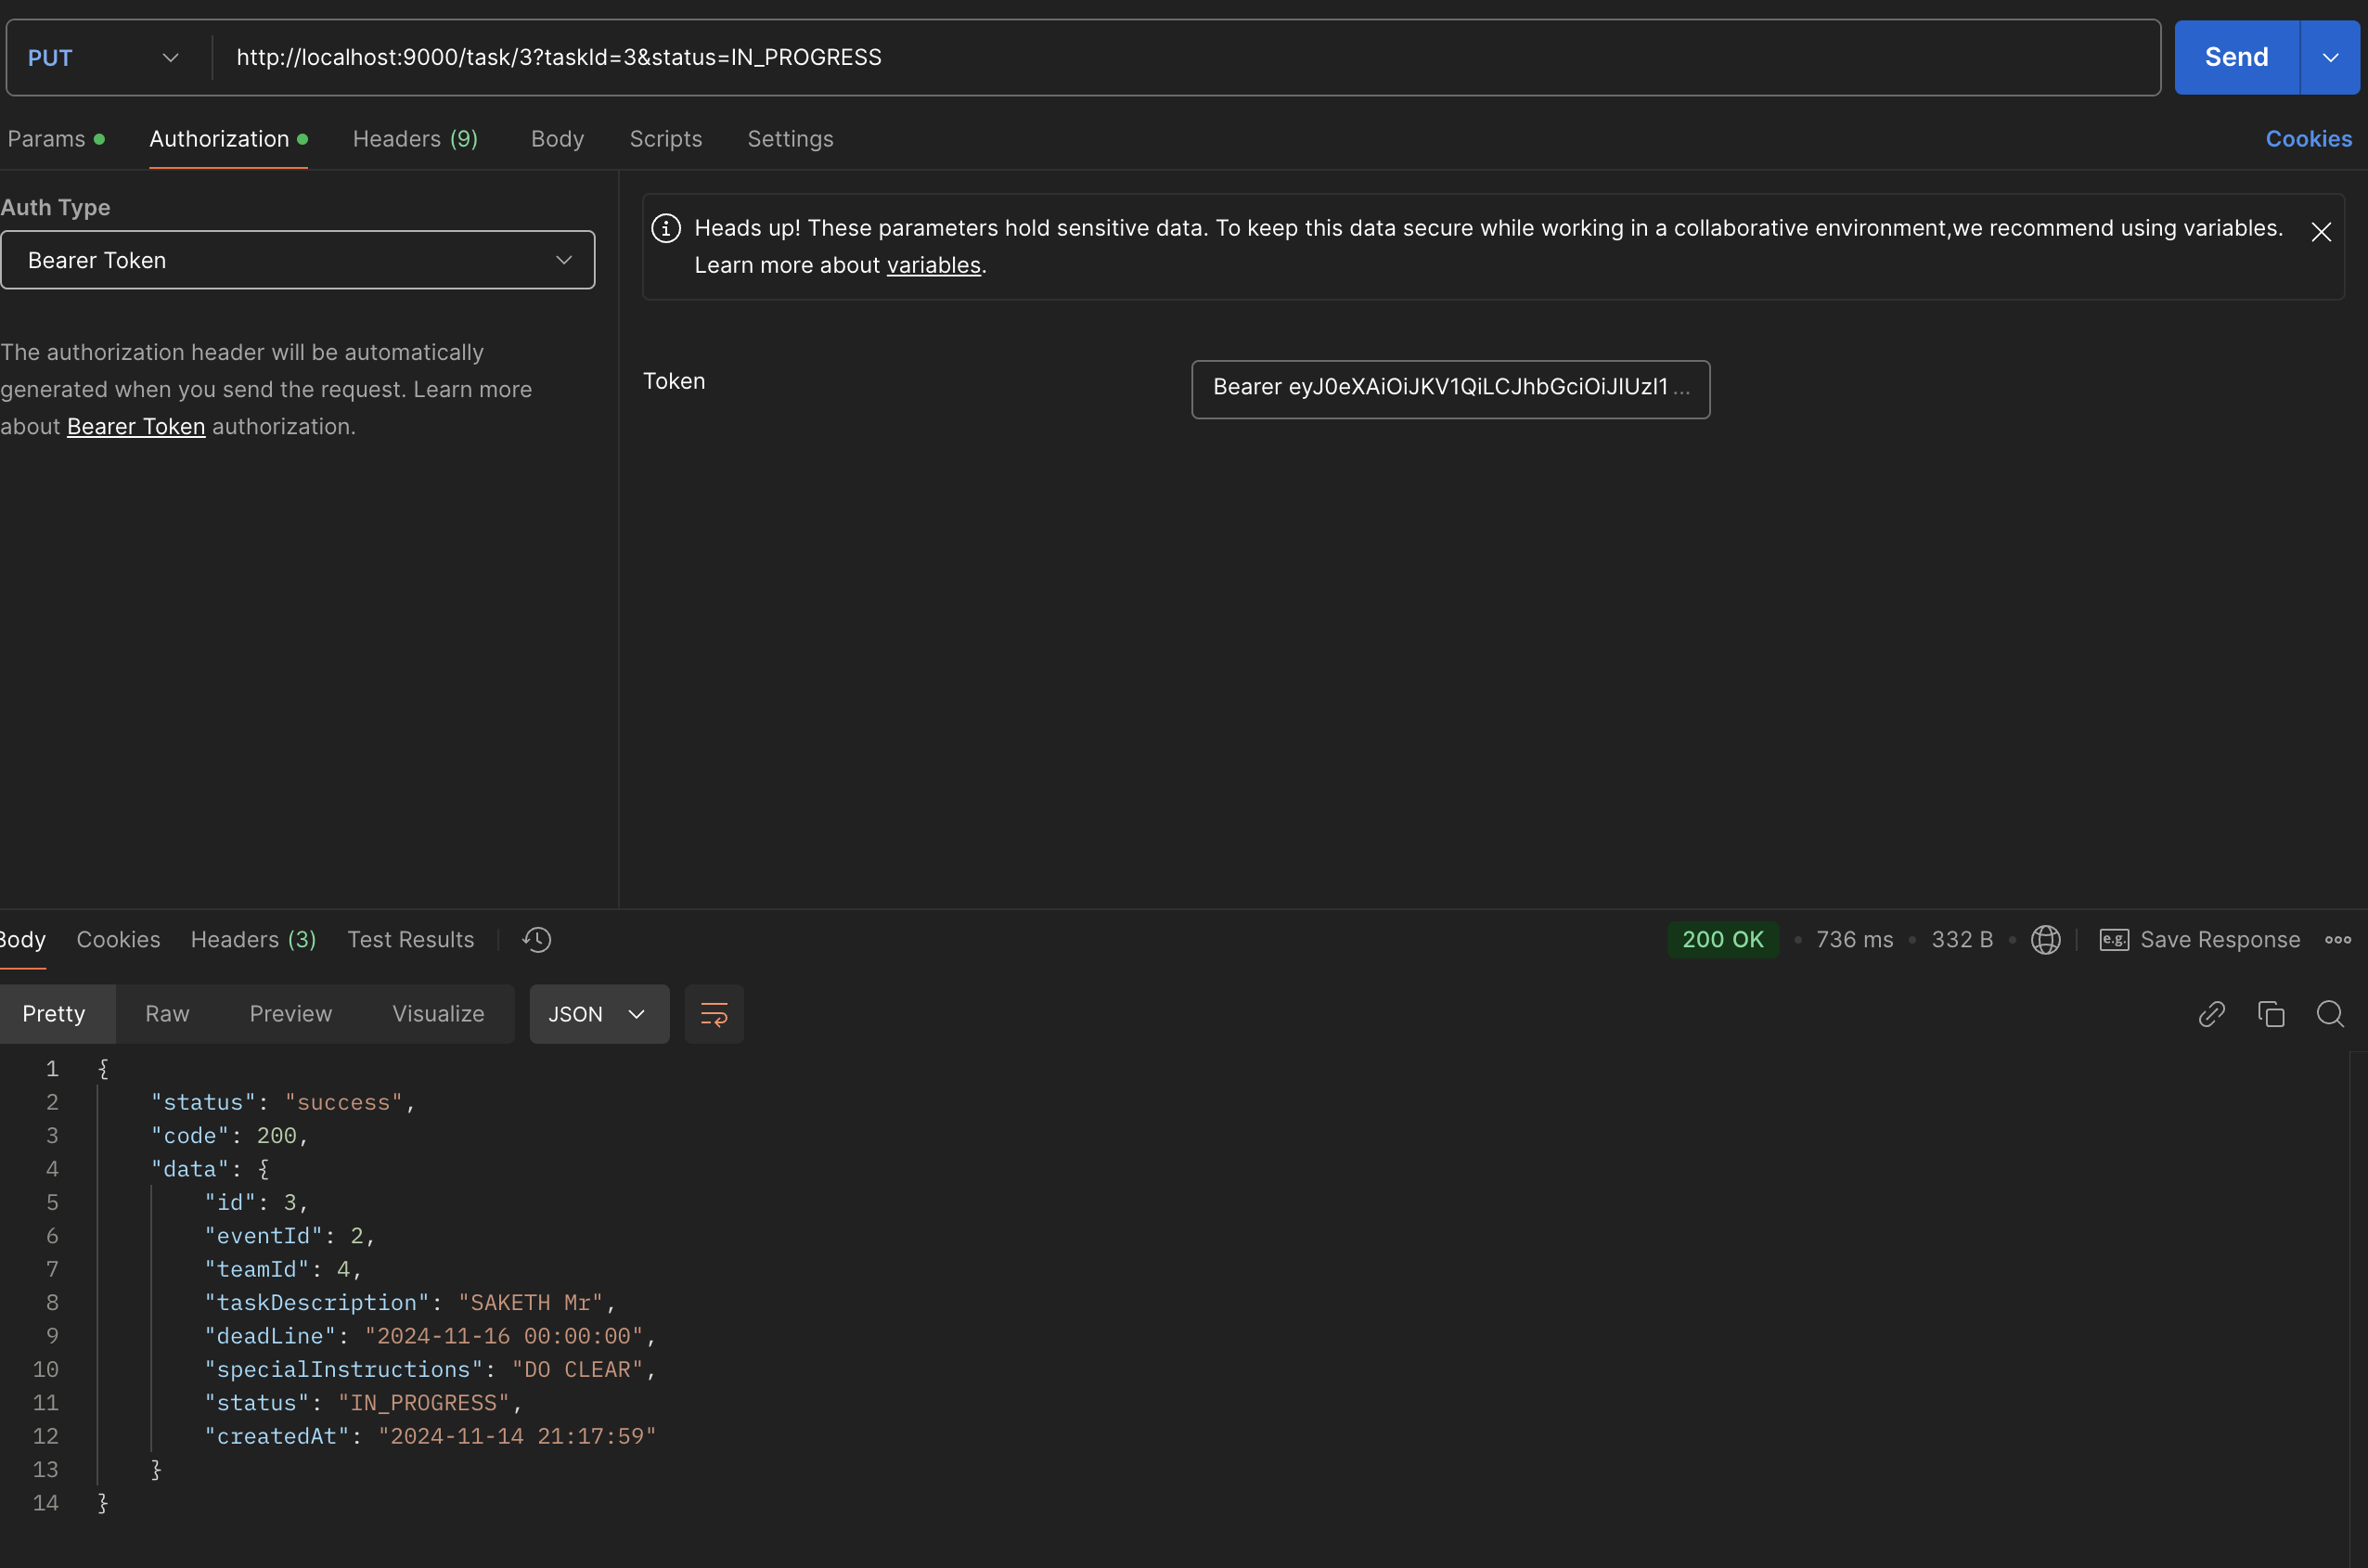 PUT http://localhost:9000/task/3?taskId=3&status=IN_PROGRESS Send
Params Authorization Headers (9) Body Scripts Settings Cookies
Auth Type
Bearer Token
The authorization header will be automatically
generated when you send the request. Learn more
about Bearer Token authorization.
Heads up! These parameters hold sensitive data. To keep this data secure while working in a collaborative environment,we recommend using variables.
Learn more about variables.
Token Bearer eyJ0eXAiOiJKV1QiLCJhbGciOiJIUzI1 ...
Body Cookies Headers (3) Test Results 200 OK 736 ms 332 B e.g. Save Response
Pretty Raw Preview Visualize JSON
1 {
2 "status": "success",
3 "code": 200,
4 "data": {
5 "id": 3,
6 "eventId": 2,
7 "teamId": 4,
8 "taskDescription": "SAKETH Mr",
9 "deadLine": "2024-11-16 00:00:00",
10 "specialInstructions": "DO CLEAR",
11 "status": "IN_PROGRESS",
12 "createdAt": "2024-11-14 21:17:59"
13 }
14 }